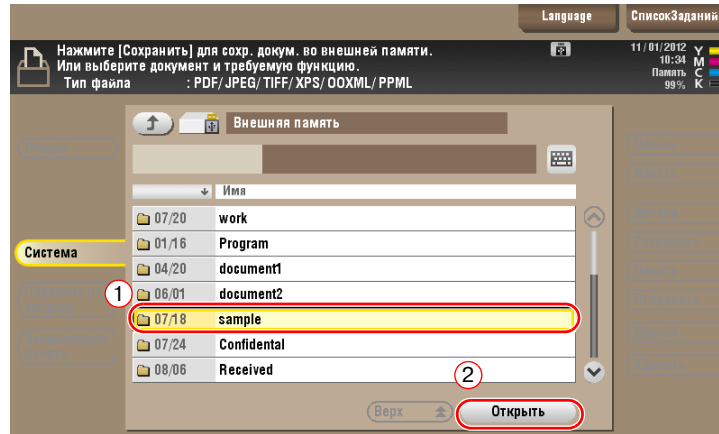 Language
СписокЗаданий
Нажмите [Сохранить] для сохр. докум. во внешней памяти.
Или выберите документ и требуемую функцию.
Тип файла : PDF/JPEG/TIFF/XPS/OOXML/PPML
11/01/2012
10:34
Память
99%
Y
M
C
K
Внешняя память
Имя
07/20 work
01/16 Program
04/20 document1
06/01 document2
07/18 sample
07/24 Confidental
08/06 Received
Система
1
2
Верх
Открыть